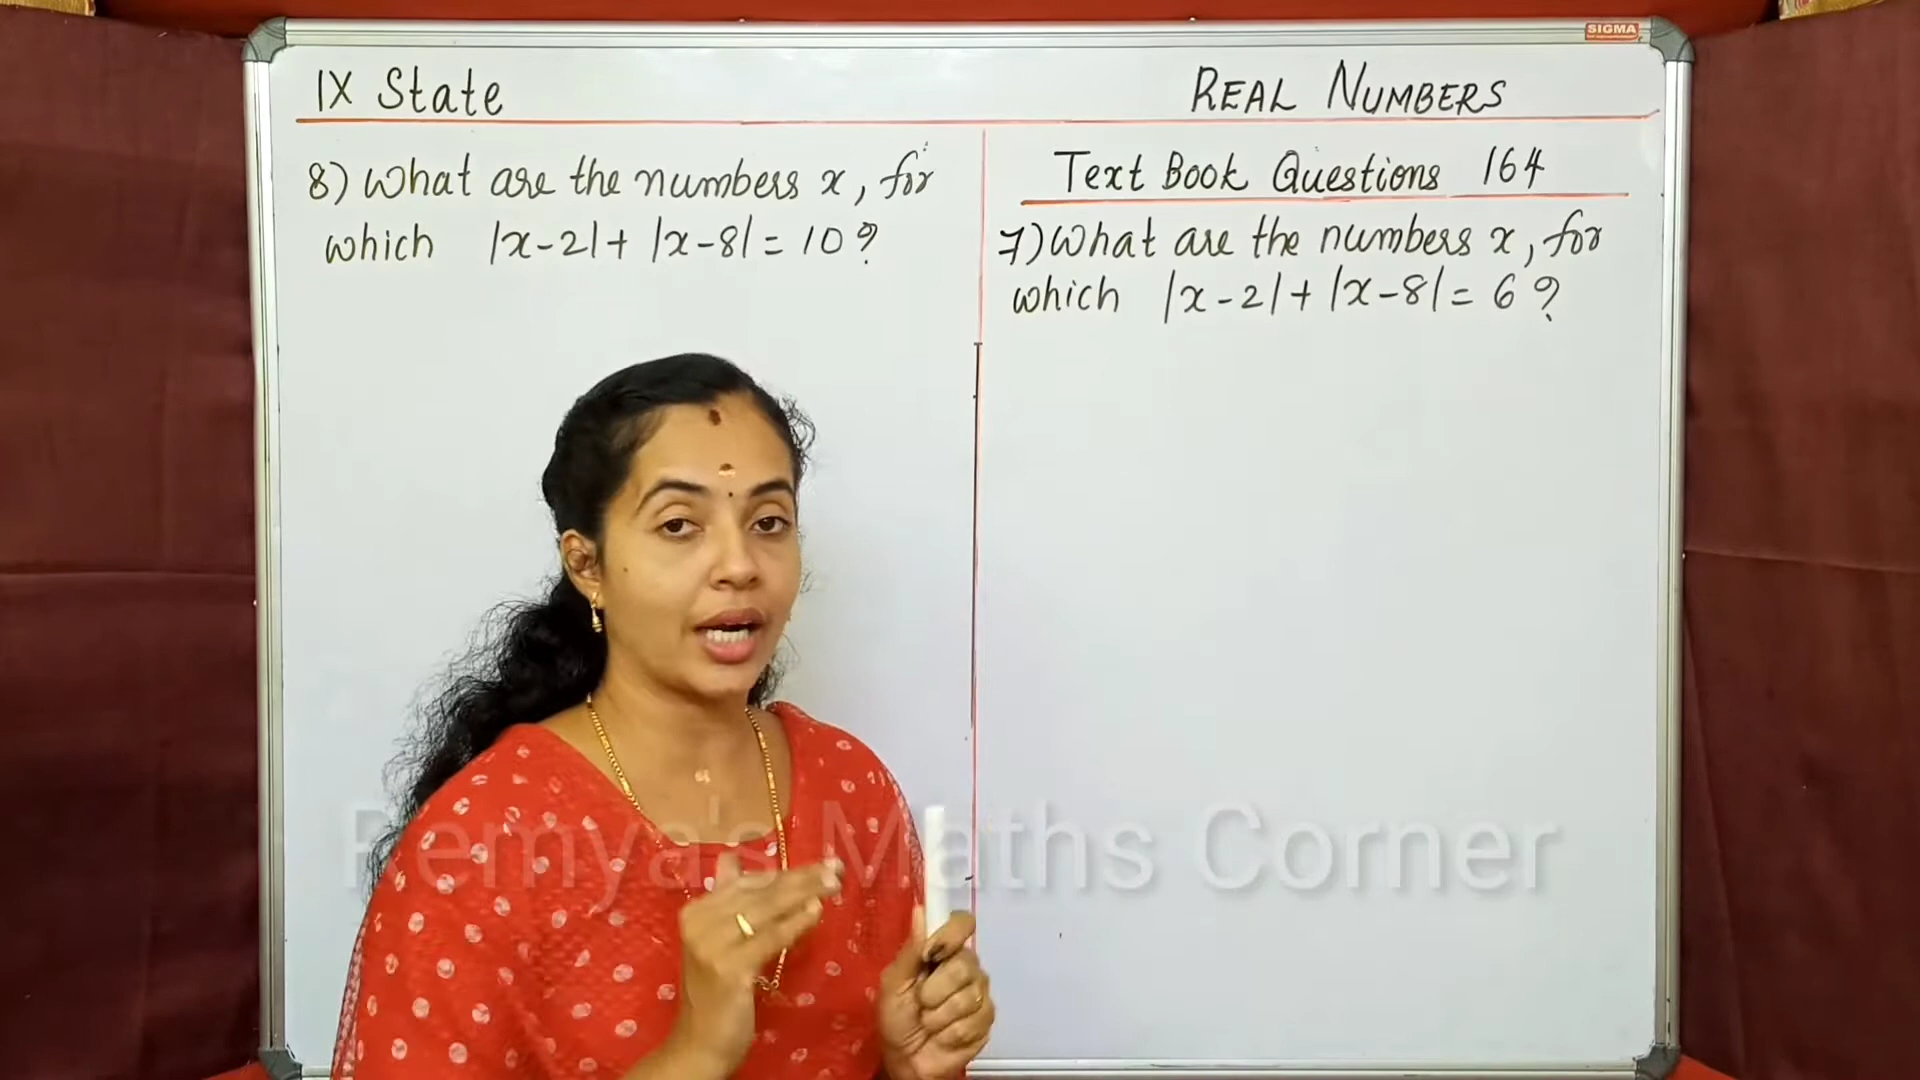 SIGMA
IX State
REAL NUMBERS
8) What are the numbers x, for
which |x-2|+ |x-8|= 10?
Text Book Questions 164
7) What are the numbers x, for
which |x-2|+ |x-8|= 6?
Remya's Maths Corner